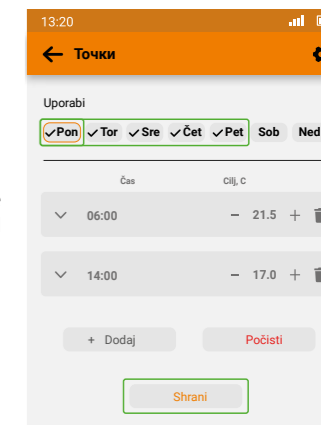 13:20
Точки
Uporabi
Pon Tor Sre Čet Pet Sob Ned
Čas Cilj, C
06:00 − 21.5 +
14:00 − 17.0 +
+ Dodaj Počisti
Shrani